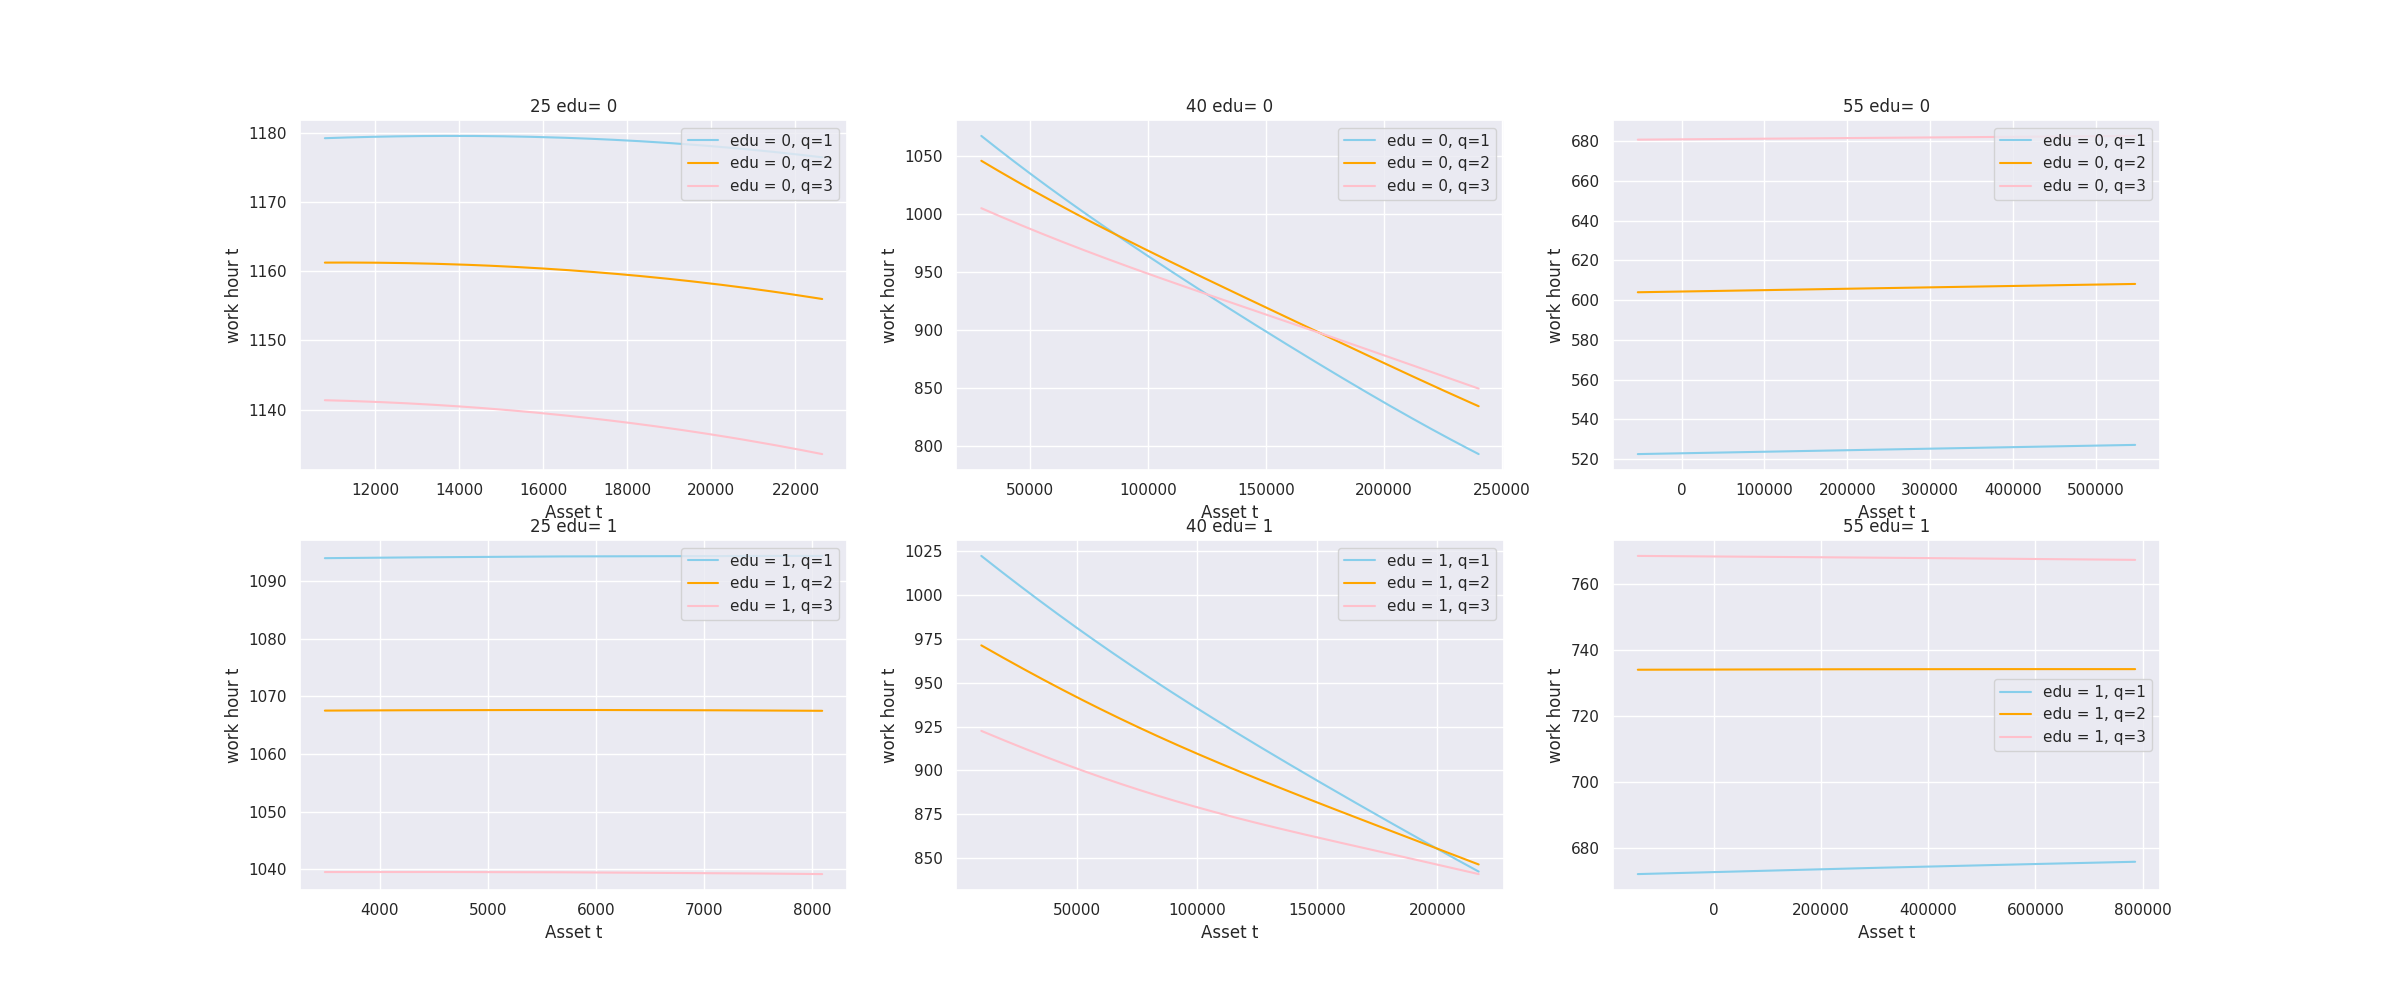 25 edu= 0
work hour t
1180
1170
1160
1150
1140
edu = 0, q=1
edu = 0, q=2
edu = 0, q=3
12000 14000 16000 18000 20000 22000
Asset t
40 edu= 0
work hour t
1050
1000
950
900
850
800
edu = 0, q=1
edu = 0, q=2
edu = 0, q=3
50000 100000 150000 200000 250000
Asset t
55 edu= 0
work hour t
680
660
640
620
600
580
560
540
520
edu = 0, q=1
edu = 0, q=2
edu = 0, q=3
0 100000 200000 300000 400000 500000
Asset t
25 edu= 1
work hour t
1090
1080
1070
1060
1050
1040
edu = 1, q=1
edu = 1, q=2
edu = 1, q=3
4000 5000 6000 7000 8000
Asset t
40 edu= 1
work hour t
1025
1000
975
950
925
900
875
850
edu = 1, q=1
edu = 1, q=2
edu = 1, q=3
50000 100000 150000 200000
Asset t
55 edu= 1
work hour t
760
740
720
700
680
edu = 1, q=1
edu = 1, q=2
edu = 1, q=3
0 200000 400000 600000 800000
Asset t